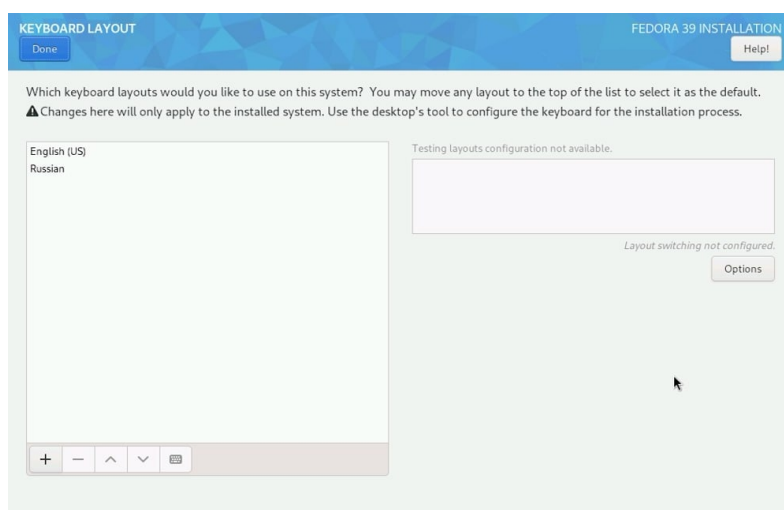 KEYBOARD LAYOUT
FEDORA 39 INSTALLATION
Done
Help!
Which keyboard layouts would you like to use on this system? You may move any layout to the top of the list to select it as the default.
Changes here will only apply to the installed system. Use the desktop's tool to configure the keyboard for the installation process.
English (US)
Russian
Testing layouts configuration not available.
Layout switching not configured.
Options